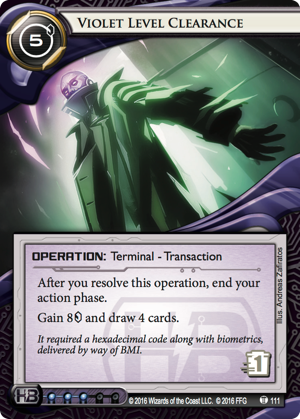 Violet Level Clearance
5
OPERATION: Terminal - Transaction
After you resolve this operation, end your
action phase.
Gain 8 and draw 4 cards.
It required a hexadecimal code along with biometrics,
delivered by way of BMI.
Illus. Andreas Zafiratos
1
HB
HB
© 2016 Wizards of the Coast LLC. © 2016 FFG
111